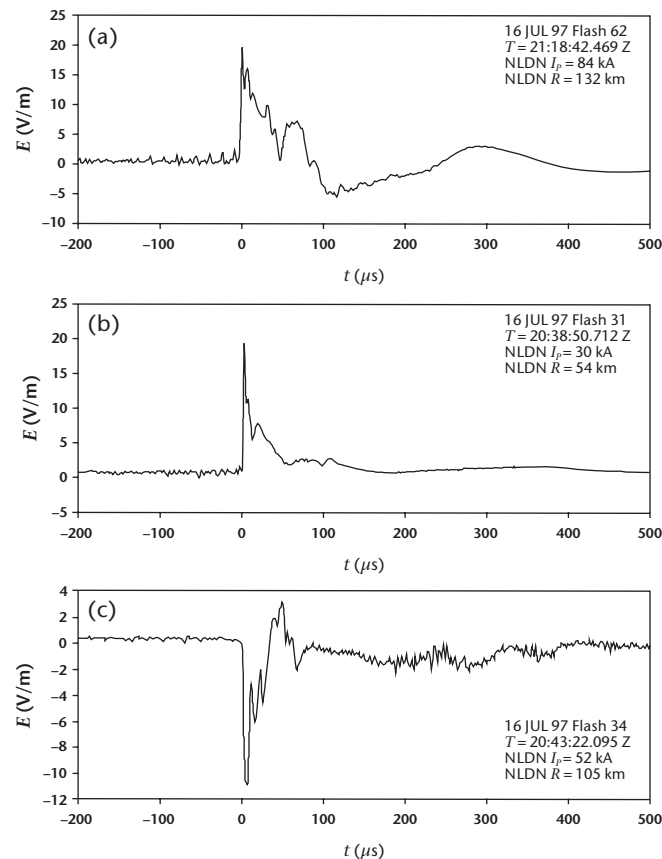 (a)
16 JUL 97 Flash 62
T = 21:18:42.469 Z
NLDN I_P = 84 kA
NLDN R = 132 km
E (V/m)
25
20
15
10
5
0
−5
−10
−200 −100 0 100 200 300 400 500
t (μs)
(b)
16 JUL 97 Flash 31
T = 20:38:50.712 Z
NLDN I_P = 30 kA
NLDN R = 54 km
E (V/m)
25
20
15
10
5
0
−5
−200 −100 0 100 200 300 400 500
t (μs)
(c)
E (V/m)
4
2
0
−2
−4
−6
−8
−10
−12
16 JUL 97 Flash 34
T = 20:43:22.095 Z
NLDN I_P = 52 kA
NLDN R = 105 km
−200 −100 0 100 200 300 400 500
t (μs)